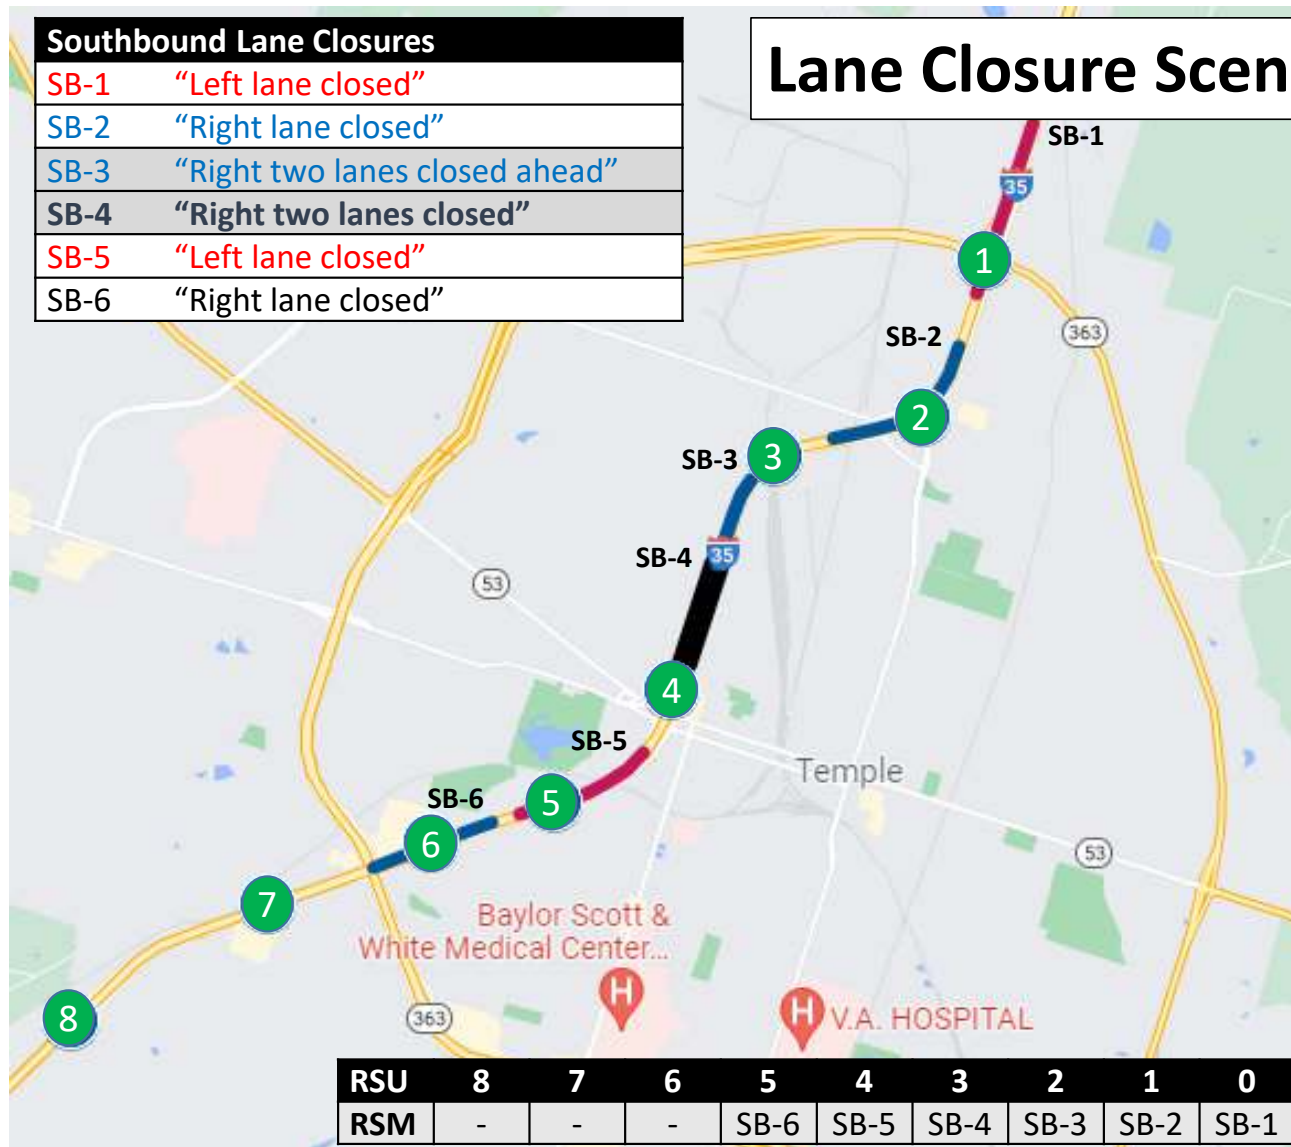 Southbound Lane Closures
SB-1 “Left lane closed”
SB-2 “Right lane closed”
SB-3 “Right two lanes closed ahead”
SB-4 “Right two lanes closed”
SB-5 “Left lane closed”
SB-6 “Right lane closed”
Lane Closure Scen
SB-1
35
1
363
SB-2
2
3
SB-3
35
SB-4
53
4
SB-5
Temple
5
SB-6
6
53
7
Baylor Scott &
White Medical Center...
H
H
V.A. HOSPITAL
8
363
RSU 8 7 6 5 4 3 2 1 0
RSM - - - SB-6 SB-5 SB-4 SB-3 SB-2 SB-1